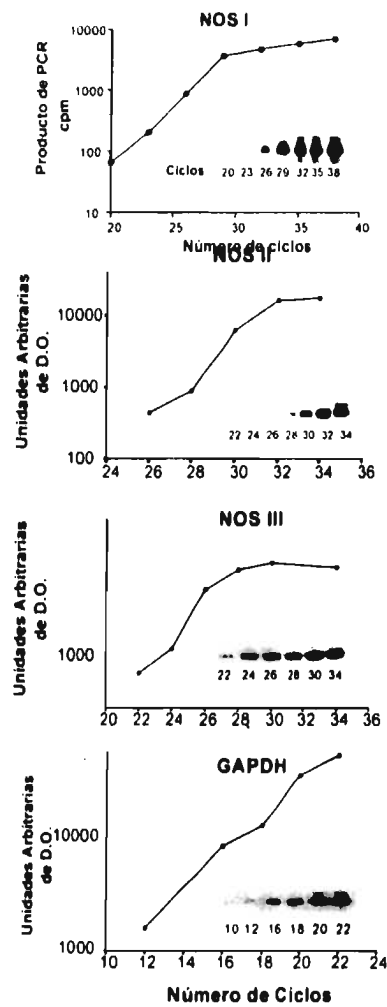 NOS I
Producto de PCR
cpm
10000
1000
100
10
Ciclos 20 23 26 29 32 35 38
20 25 30 35 40
Número de ciclos
NOS II
Unidades Arbitrarias
de D.O.
10000
1000
100
22 24 26 28 30 32 34
24 26 28 30 32 34 36
NOS III
Unidades Arbitrarias
de D.O.
1000
22 24 26 28 30 34
20 22 24 26 28 30 32 34 36
GAPDH
Unidades Arbitrarias
de D.O.
10000
1000
10 12 16 18 20 22
10 12 14 16 18 20 22 24
Número de Ciclos